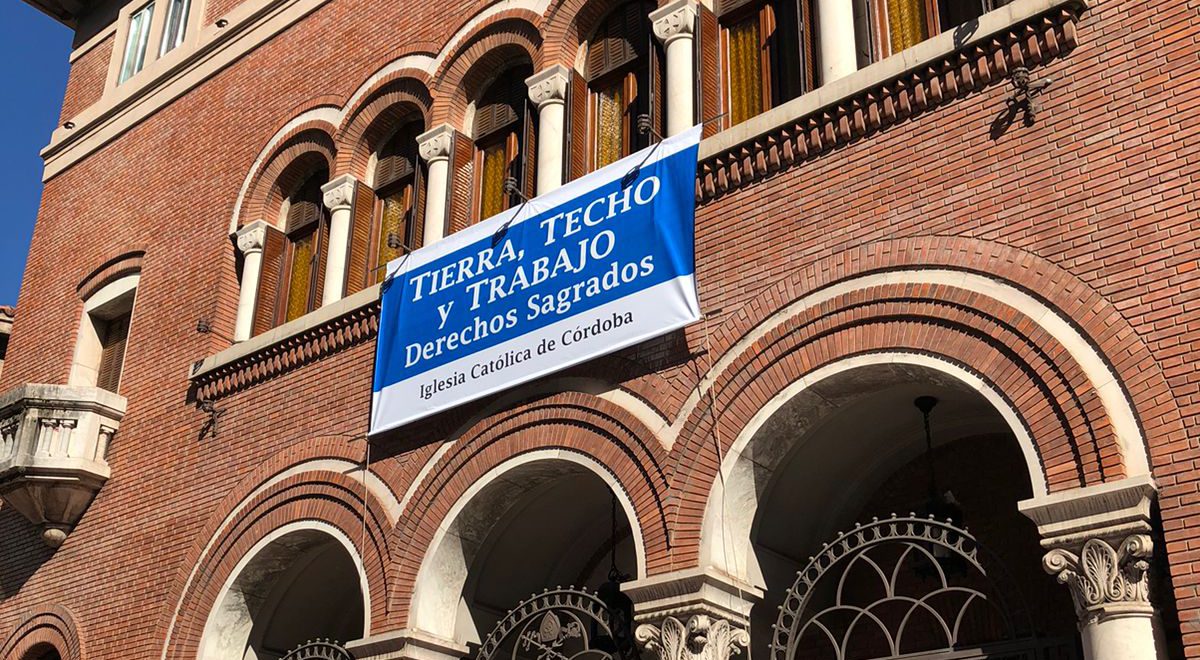 TIERRA, TECHO
y TRABAJO
Derechos Sagrados
Iglesia Católica de Córdoba